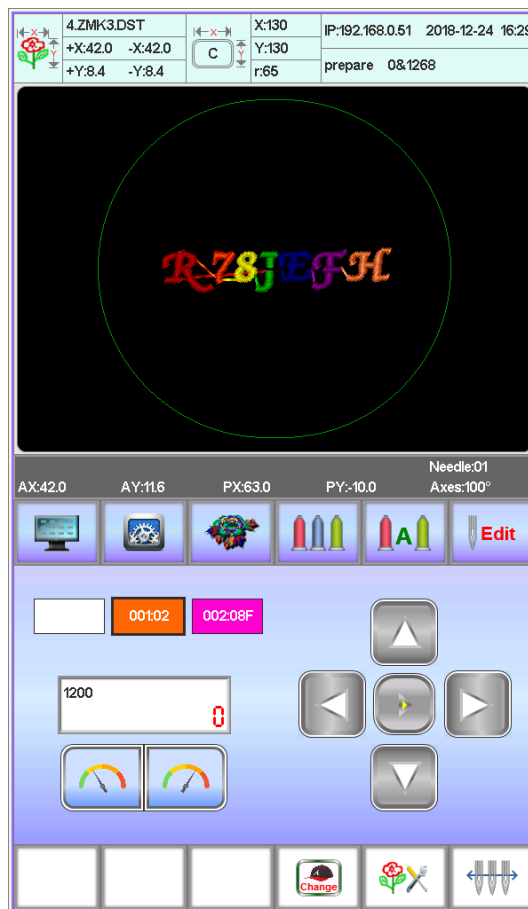 4.ZMK3.DST
+X:42.0 -X:42.0
+Y:8.4 -Y:8.4
X
Y
C
X
Y
X:130
Y:130
r:65
IP:192.168.0.51 2018-12-24 16:29
prepare 0&1268
R78JEFH
Needle:01
AX:42.0 AY:11.6 PX:63.0 PY:-10.0 Axes:100°
A
Edit
001:02 002:08F
1200
0
Change